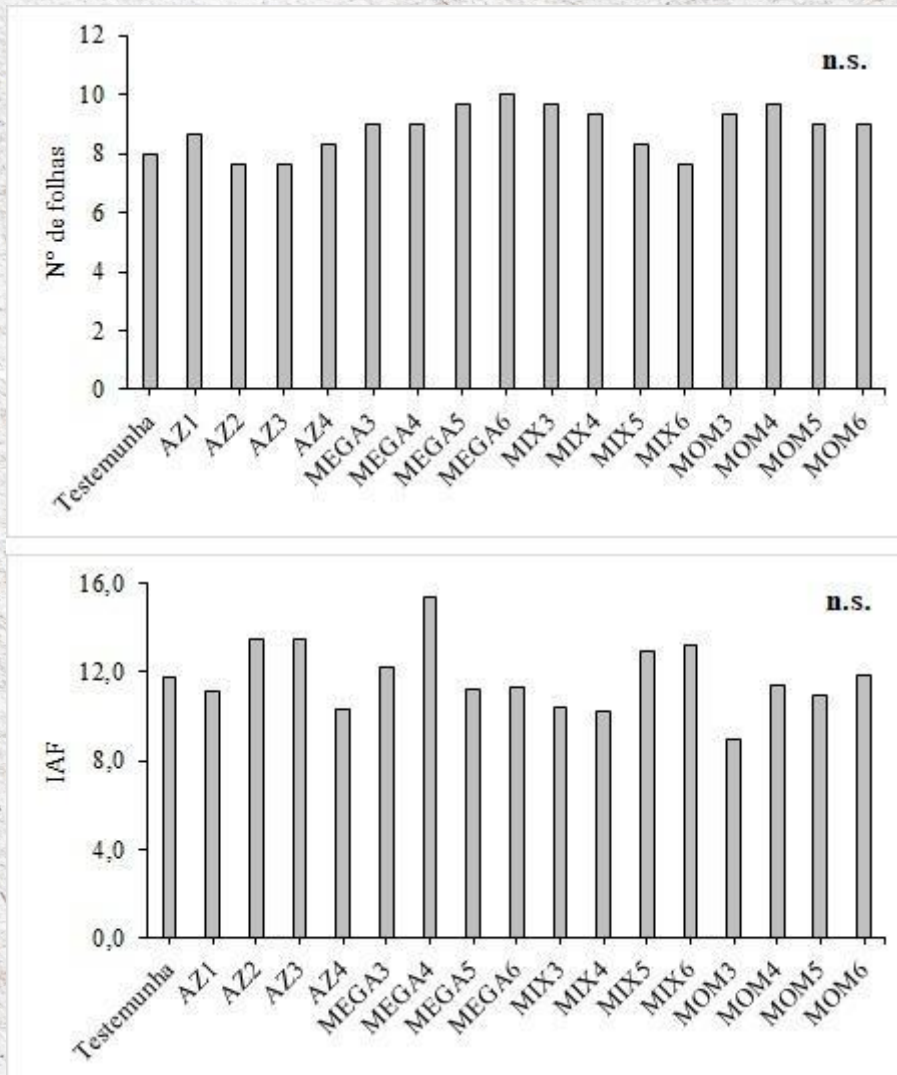 12
n.s.
10
8
6
4
2
0
Nº de folhas
Testemunha
AZ1
AZ2
AZ3
AZ4
MEGA3
MEGA4
MEGA5
MEGA6
MIX3
MIX4
MIX5
MIX6
MOM3
MOM4
MOM5
MOM6
16,0
n.s.
12,0
8,0
4,0
0,0
IAF
Testemunha
AZ1
AZ2
AZ3
AZ4
MEGA3
MEGA4
MEGA5
MEGA6
MIX3
MIX4
MIX5
MIX6
MOM3
MOM4
MOM5
MOM6